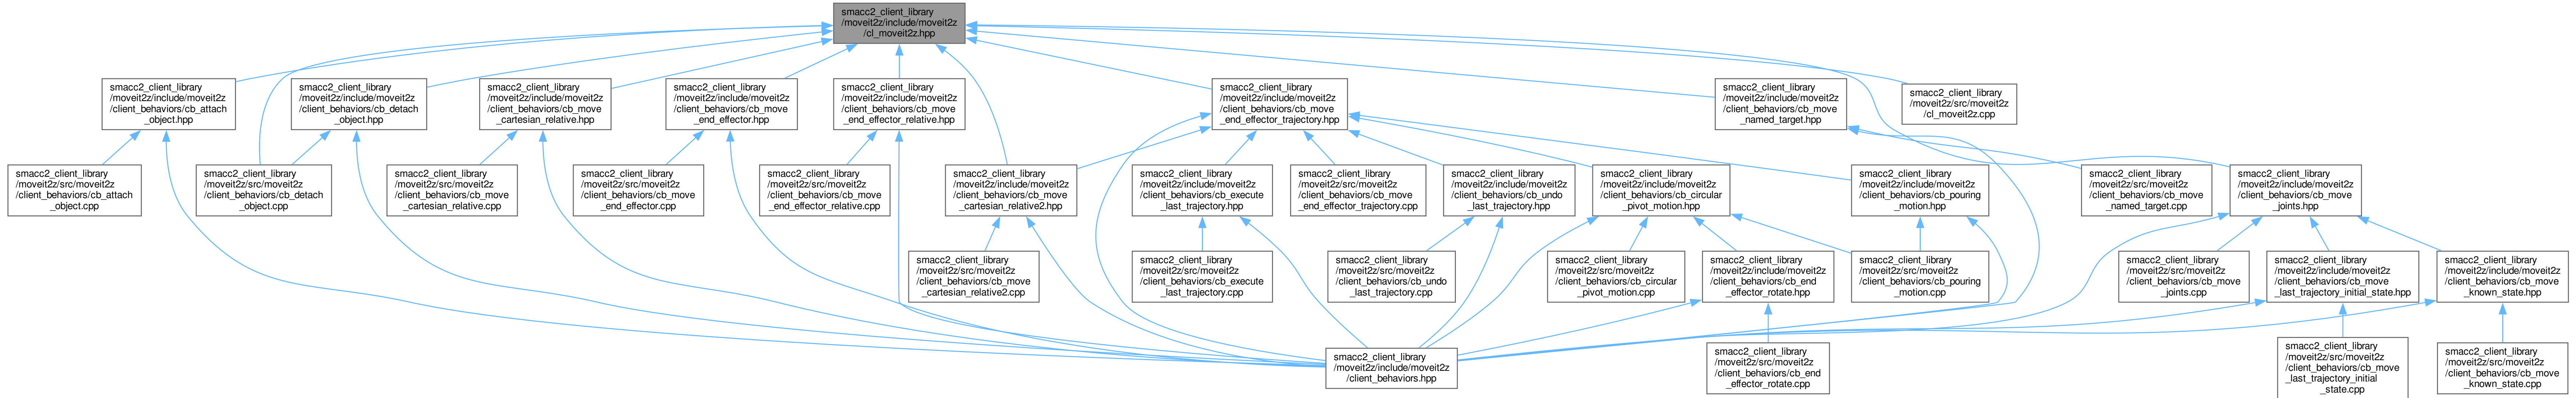 smacc2_client_library
/moveit2z/include/moveit2z
/cl_moveit2z.hpp
smacc2_client_library
/moveit2z/include/moveit2z
/client_behaviors/cb_attach
_object.hpp
smacc2_client_library
/moveit2z/include/moveit2z
/client_behaviors/cb_detach
_object.hpp
smacc2_client_library
/moveit2z/include/moveit2z
/client_behaviors/cb_move
_cartesian_relative.hpp
smacc2_client_library
/moveit2z/include/moveit2z
/client_behaviors/cb_move
_end_effector.hpp
smacc2_client_library
/moveit2z/include/moveit2z
/client_behaviors/cb_move
_end_effector_relative.hpp
smacc2_client_library
/moveit2z/include/moveit2z
/client_behaviors/cb_move
_end_effector_trajectory.hpp
smacc2_client_library
/moveit2z/include/moveit2z
/client_behaviors/cb_move
_named_target.hpp
smacc2_client_library
/moveit2z/src/moveit2z
/cl_moveit2z.cpp
smacc2_client_library
/moveit2z/src/moveit2z
/client_behaviors/cb_attach
_object.cpp
smacc2_client_library
/moveit2z/src/moveit2z
/client_behaviors/cb_detach
_object.cpp
smacc2_client_library
/moveit2z/src/moveit2z
/client_behaviors/cb_move
_cartesian_relative.cpp
smacc2_client_library
/moveit2z/src/moveit2z
/client_behaviors/cb_move
_end_effector.cpp
smacc2_client_library
/moveit2z/src/moveit2z
/client_behaviors/cb_move
_end_effector_relative.cpp
smacc2_client_library
/moveit2z/include/moveit2z
/client_behaviors/cb_move
_cartesian_relative2.hpp
smacc2_client_library
/moveit2z/include/moveit2z
/client_behaviors/cb_execute
_last_trajectory.hpp
smacc2_client_library
/moveit2z/src/moveit2z
/client_behaviors/cb_move
_end_effector_trajectory.cpp
smacc2_client_library
/moveit2z/include/moveit2z
/client_behaviors/cb_undo
_last_trajectory.hpp
smacc2_client_library
/moveit2z/include/moveit2z
/client_behaviors/cb_circular
_pivot_motion.hpp
smacc2_client_library
/moveit2z/include/moveit2z
/client_behaviors/cb_pouring
_motion.hpp
smacc2_client_library
/moveit2z/src/moveit2z
/client_behaviors/cb_move
_named_target.cpp
smacc2_client_library
/moveit2z/include/moveit2z
/client_behaviors/cb_move
_joints.hpp
smacc2_client_library
/moveit2z/src/moveit2z
/client_behaviors/cb_move
_cartesian_relative2.cpp
smacc2_client_library
/moveit2z/src/moveit2z
/client_behaviors/cb_execute
_last_trajectory.cpp
smacc2_client_library
/moveit2z/src/moveit2z
/client_behaviors/cb_undo
_last_trajectory.cpp
smacc2_client_library
/moveit2z/src/moveit2z
/client_behaviors/cb_circular
_pivot_motion.cpp
smacc2_client_library
/moveit2z/include/moveit2z
/client_behaviors/cb_end
_effector_rotate.hpp
smacc2_client_library
/moveit2z/src/moveit2z
/client_behaviors/cb_pouring
_motion.cpp
smacc2_client_library
/moveit2z/src/moveit2z
/client_behaviors/cb_move
_joints.cpp
smacc2_client_library
/moveit2z/include/moveit2z
/client_behaviors/cb_move
_last_trajectory_initial_state.hpp
smacc2_client_library
/moveit2z/include/moveit2z
/client_behaviors/cb_move
_known_state.hpp
smacc2_client_library
/moveit2z/include/moveit2z
/client_behaviors.hpp
smacc2_client_library
/moveit2z/src/moveit2z
/client_behaviors/cb_end
_effector_rotate.cpp
smacc2_client_library
/moveit2z/src/moveit2z
/client_behaviors/cb_move
_last_trajectory_initial
_state.cpp
smacc2_client_library
/moveit2z/src/moveit2z
/client_behaviors/cb_move
_known_state.cpp